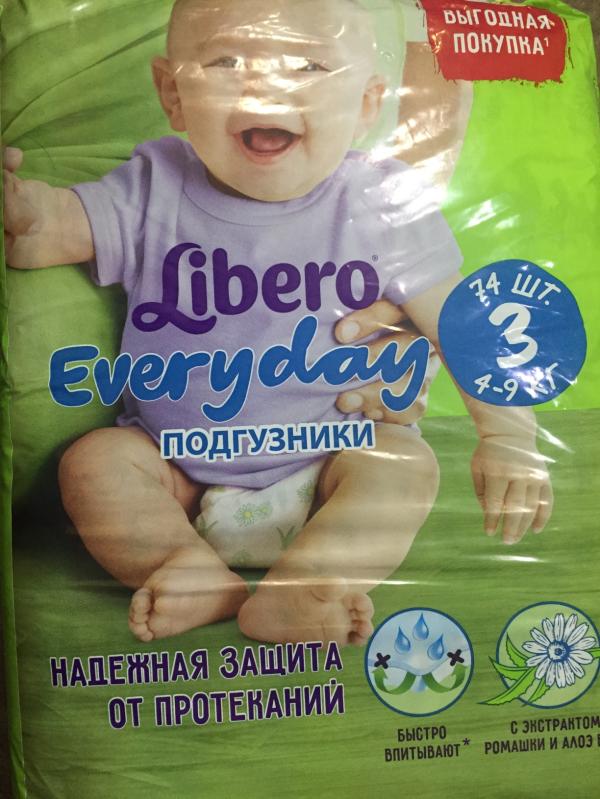 ВЫГОДНАЯ
ПОКУПКА¹
Libero®
Everyday
ПОДГУЗНИКИ
74 ШТ.
3
4-9 КГ
НАДЕЖНАЯ ЗАЩИТА
ОТ ПРОТЕКАНИЙ
БЫСТРО
ВПИТЫВАЮТ*
С ЭКСТРАКТОМ
РОМАШКИ И АЛОЭ